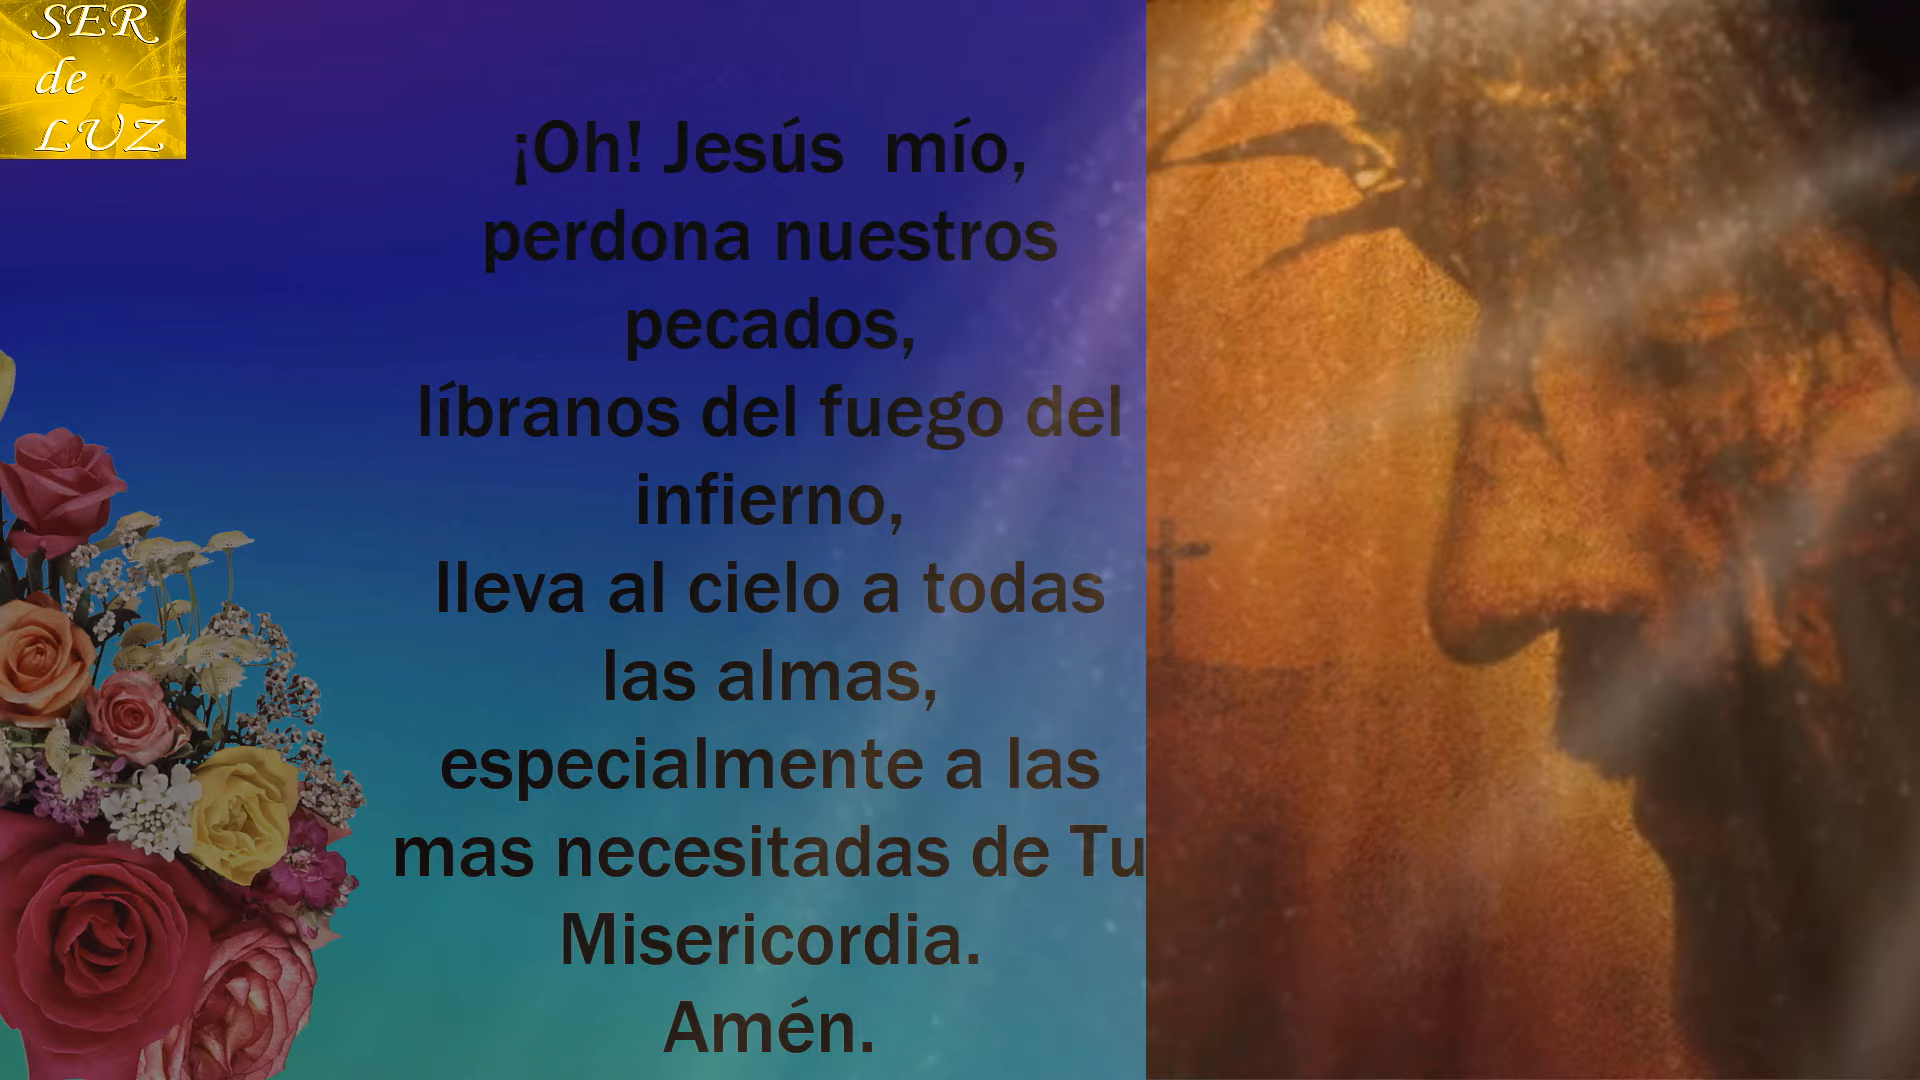 SER
de
LUZ
¡Oh! Jesús mío,
perdona nuestros
pecados,
líbranos del fuego del
infierno,
lleva al cielo a todas
las almas,
especialmente a las
mas necesitadas de Tu
Misericordia.
Amén.